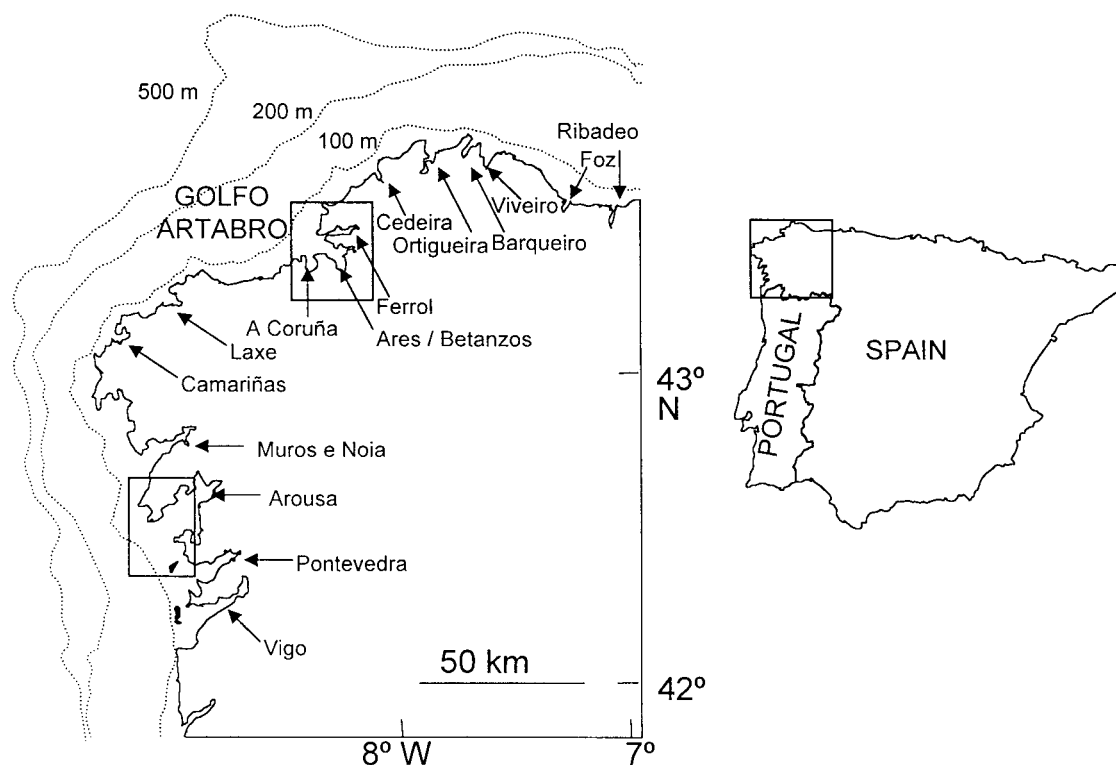 500 m
200 m
100 m
Ribadeo
Foz
GOLFO
ARTABRO
Viveiro
Cedeira
Ortigueira
Barqueiro
Ferrol
A Coruña
Ares / Betanzos
Laxe
Camariñas
43º
N
Muros e Noia
Arousa
Pontevedra
Vigo
50 km
42º
8º W
7º
PORTUGAL
SPAIN